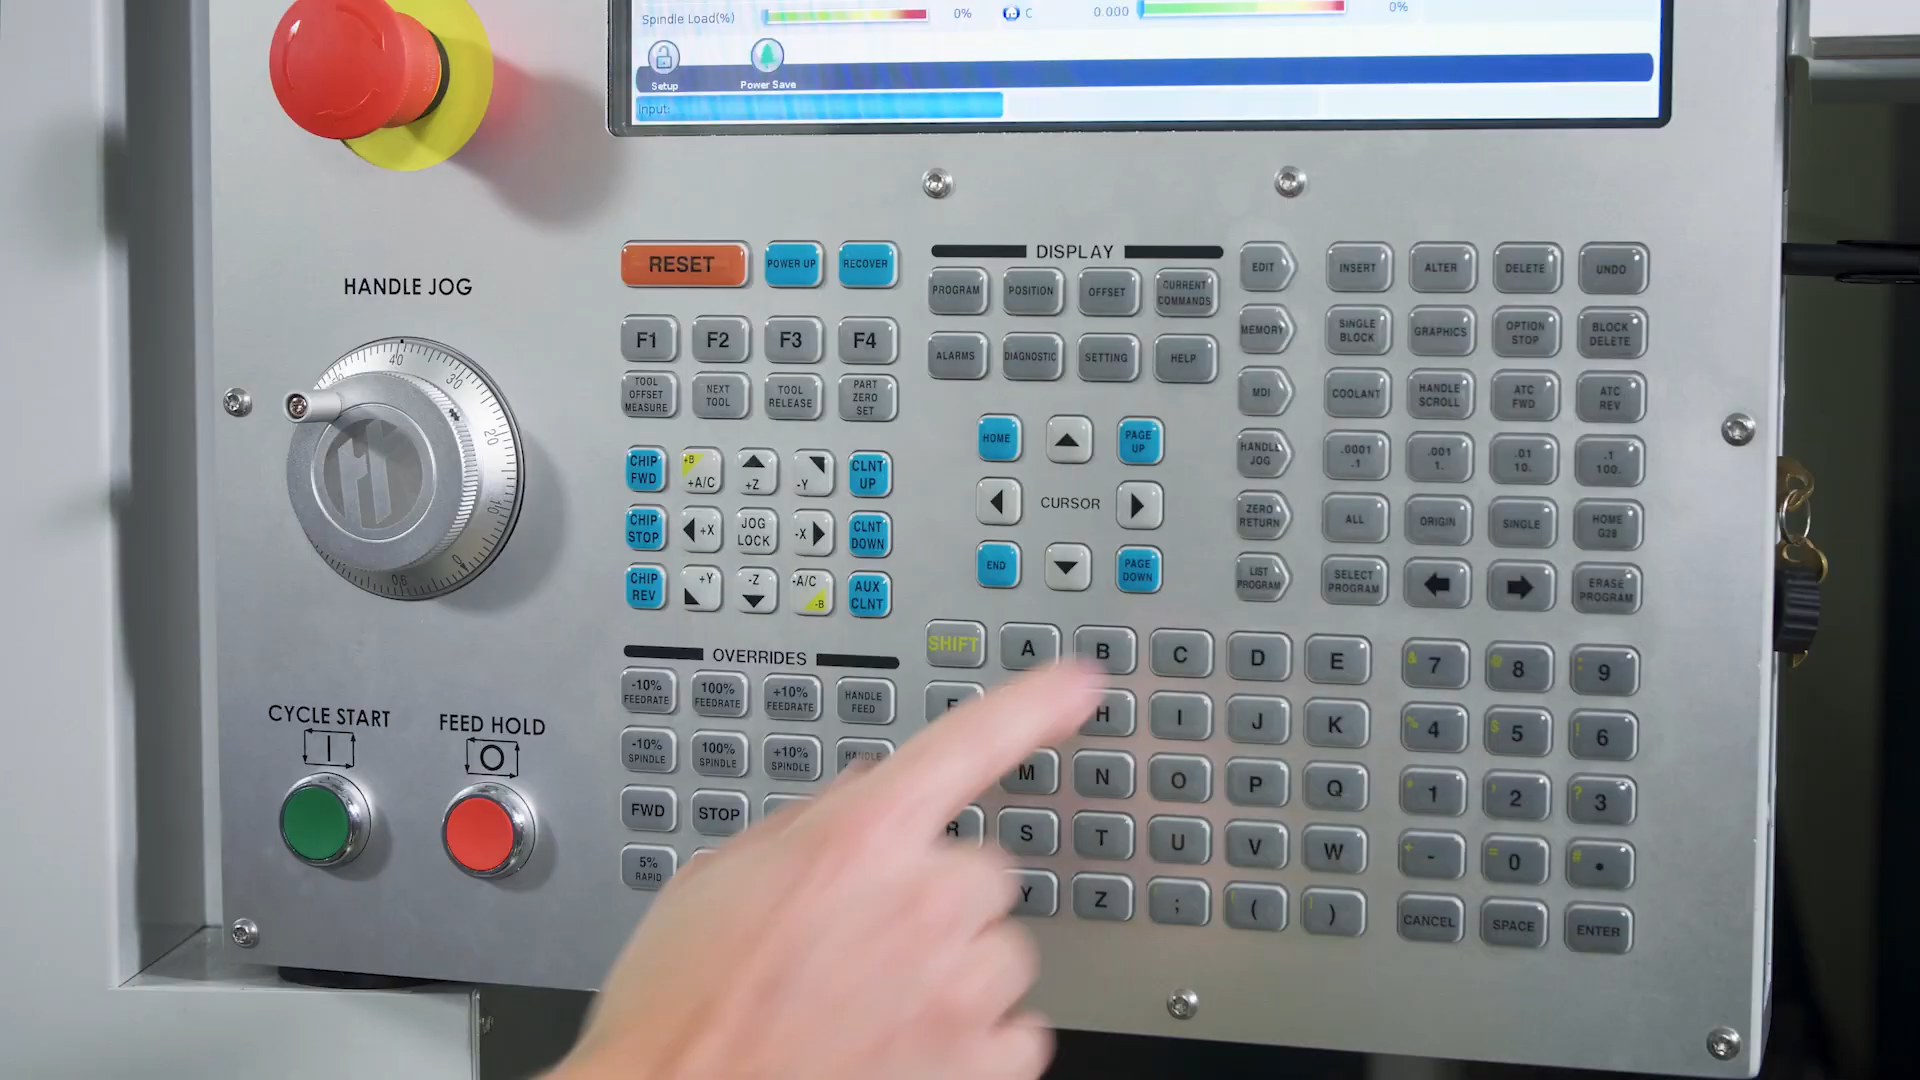 Spindle Load(%) 0% C 0.000 0%
Setup Power Save
Input:
HANDLE JOG
40
30
20
10
0
90
CYCLE START
FEED HOLD
RESET POWER UP RECOVER
F1 F2 F3 F4
TOOL OFFSET MEASURE
NEXT TOOL
TOOL RELEASE
PART ZERO SET
CHIP FWD
+B +A/C
+Z
-Y
CLNT UP
CHIP STOP
+X
JOG LOCK
-X
CLNT DOWN
CHIP REV
+Y
-Z
-A/C -B
AUX CLNT
OVERRIDES
-10% FEEDRATE
100% FEEDRATE
+10% FEEDRATE
HANDLE FEED
-10% SPINDLE
100% SPINDLE
+10% SPINDLE
HANDLE
FWD STOP
5% RAPID
DISPLAY
PROGRAM POSITION OFFSET CURRENT COMMANDS
ALARMS DIAGNOSTIC SETTING HELP
HOME PAGE UP
CURSOR
END PAGE DOWN
EDIT INSERT ALTER DELETE UNDO
MEMORY SINGLE BLOCK GRAPHICS OPTION STOP BLOCK DELETE
MDI COOLANT HANDLE SCROLL ATC FWD ATC REV
HANDLE JOG .0001 .1 .001 1. .01 10. .1 100.
ZERO RETURN ALL ORIGIN SINGLE HOME G28
LIST PROGRAM SELECT PROGRAM ERASE PROGRAM
SHIFT A B C D E
F H I J K
M N O P Q
R S T U V W
Y Z ; ( )
& 7 @ 8 : 9
% 4 $ 5 ! 6
* 1 ' 2 ? 3
+ - = 0 # .
CANCEL SPACE ENTER